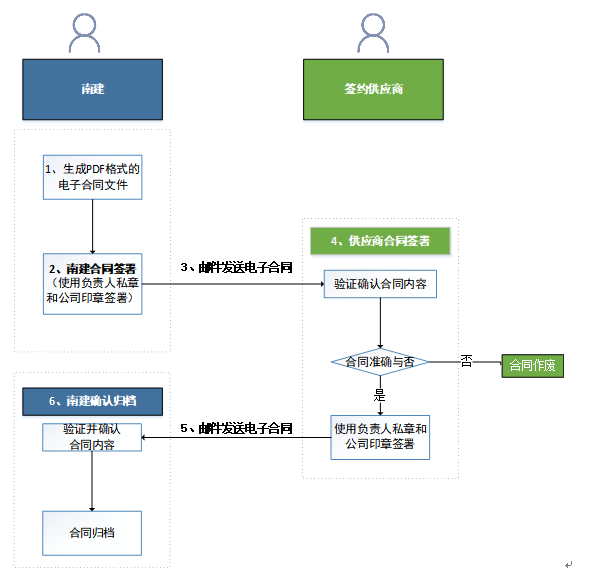 南建
签约供应商
1、生成PDF格式的
电子合同文件
2、南建合同签署
（使用负责人私章
和公司印章签署）
3、邮件发送电子合同
4、供应商合同签署
验证确认合同内容
合同准确与否
否
合同作废
是
使用负责人私章和
公司印章签署
5、邮件发送电子合同
6、南建确认归档
验证并确认
合同内容
合同归档